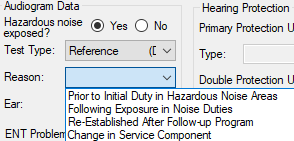 Audiogram Data
Hearing Protection
Hazardous noise
exposed?
Yes
No
Primary Protection U
Test Type:
Reference
(D
Type:
Reason:
Double Protection U
Prior to Initial Duty in Hazardous Noise Areas
Following Exposure in Noise Duties
Ear:
Re-Established After Follow-up Program
Change in Service Component
ENT Problem